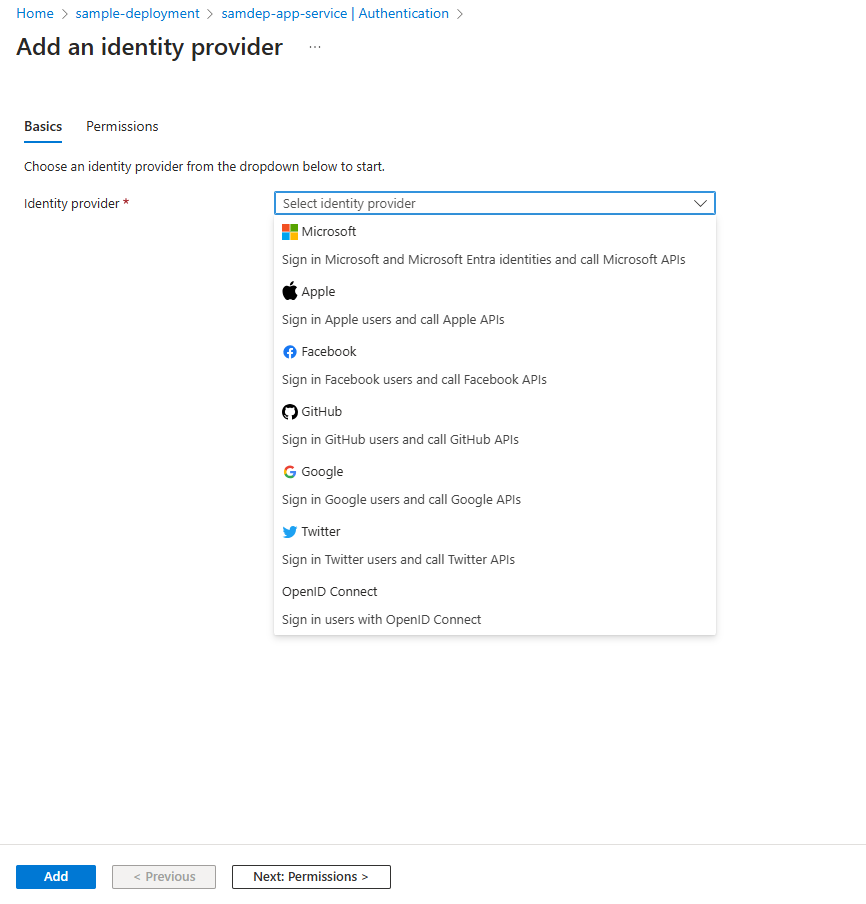 Home > sample-deployment > samdep-app-service | Authentication >
Add an identity provider ...
Basics Permissions
Choose an identity provider from the dropdown below to start.
Identity provider * Select identity provider
Microsoft
Sign in Microsoft and Microsoft Entra identities and call Microsoft APIs
Apple
Sign in Apple users and call Apple APIs
Facebook
Sign in Facebook users and call Facebook APIs
GitHub
Sign in GitHub users and call GitHub APIs
Google
Sign in Google users and call Google APIs
Twitter
Sign in Twitter users and call Twitter APIs
OpenID Connect
Sign in users with OpenID Connect
Add < Previous Next: Permissions >